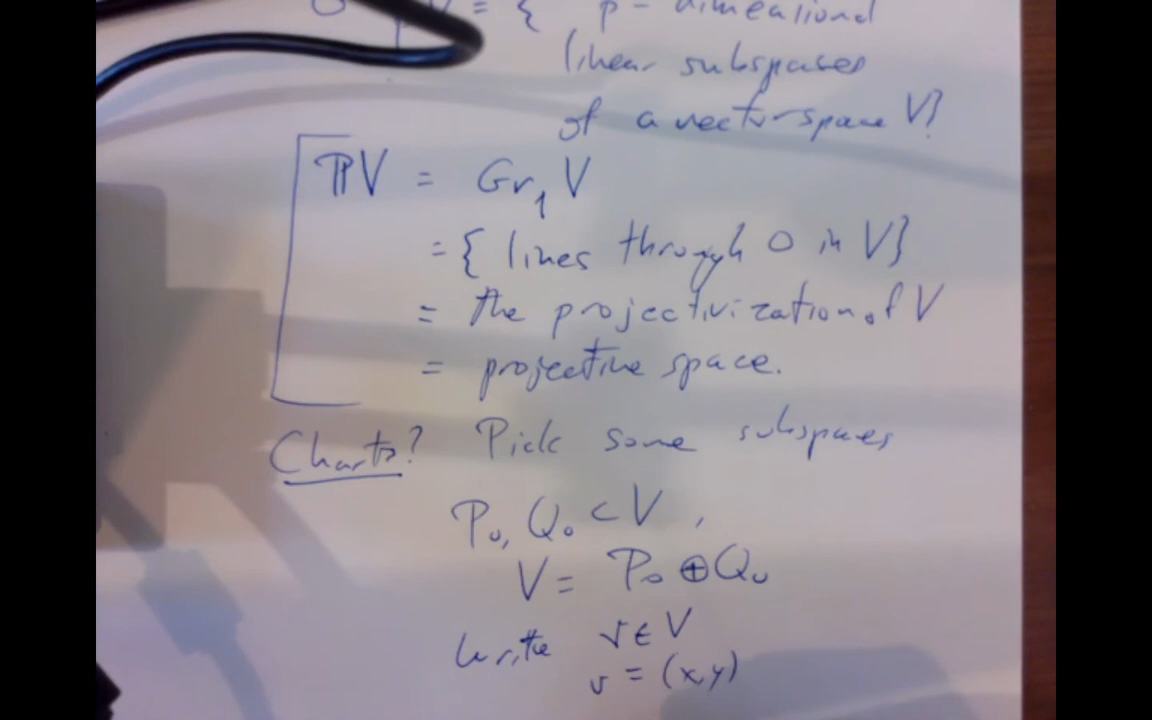 = { p-dimensional
linear subspaces
of a vector space V}
ℙV = Gr₁ V
= { lines through 0 in V}
= the projectivization of V
= projective space.
Charts? Pick some subspaces
P₀, Q₀ ⊂ V,
V = P₀ ⊕ Q₀
Write v ∈ V
v = (x,y)